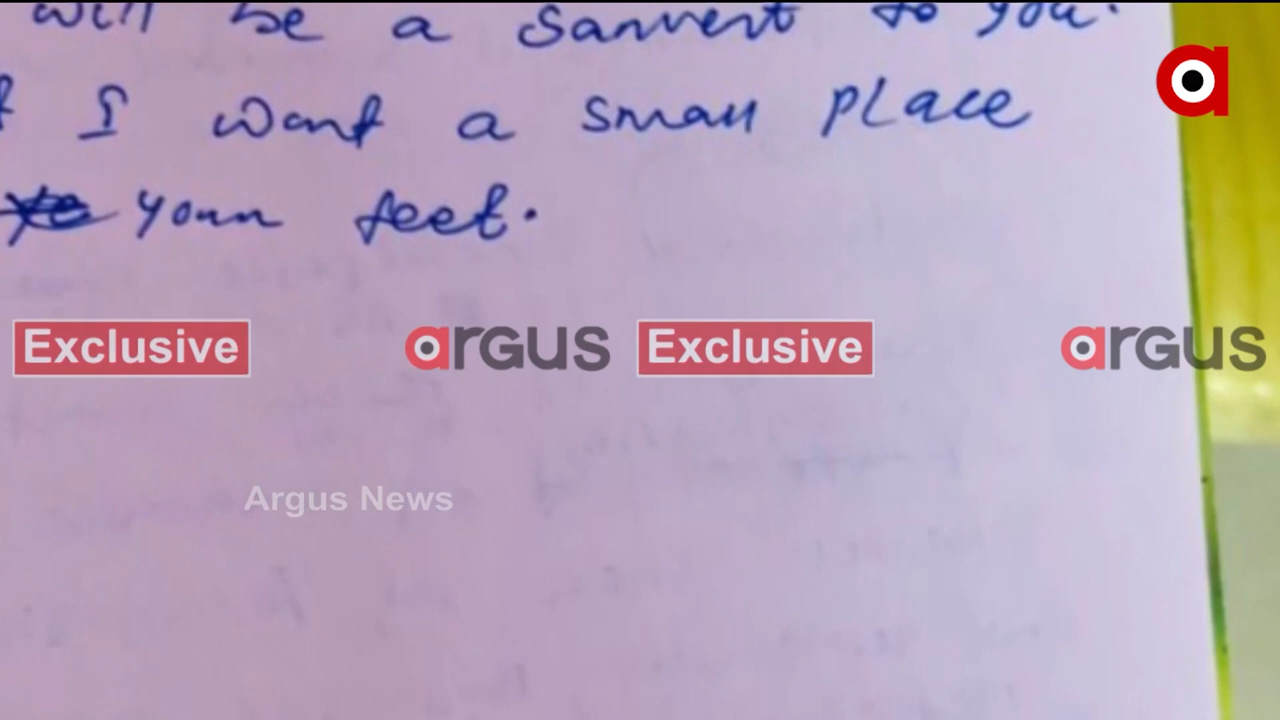 will be a Sarvent to you.
I want a small place
your feet.
Exclusive argus Exclusive argus
Argus News